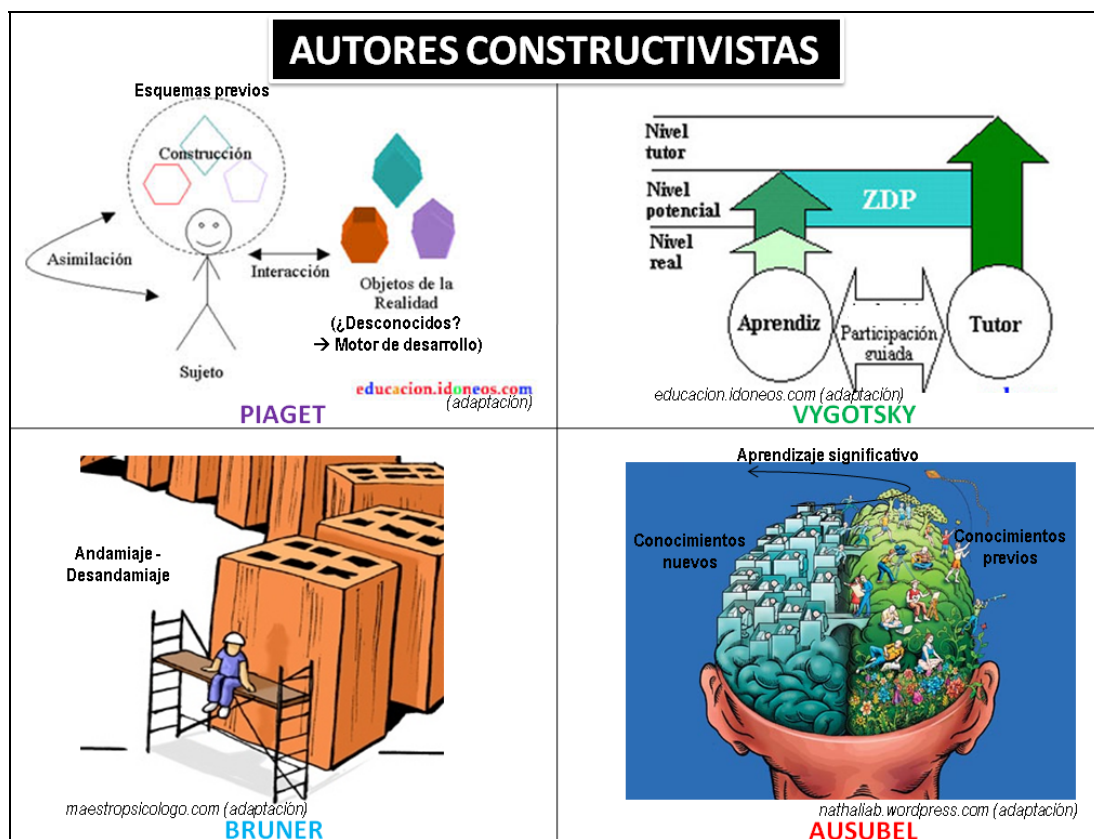 AUTORES CONSTRUCTIVISTAS
Esquemas previos
Construcción
Asimilación
Interacción
Objetos de la
Realidad
(¿Desconocidos?
→ Motor de desarrollo)
Sujeto
educacion.idoneos.com
(adaptación)
PIAGET
Nivel
tutor
Nivel
potencial
ZDP
Nivel
real
Aprendiz
Participación
guiada
Tutor
educacion.idoneos.com (adaptación)
VYGOTSKY
Andamiaje -
Desandamiaje
maestropsicologo.com (adaptación)
BRUNER
Aprendizaje significativo
Conocimientos
nuevos
Conocimientos
previos
nathaliab.wordpress.com (adaptación)
AUSUBEL